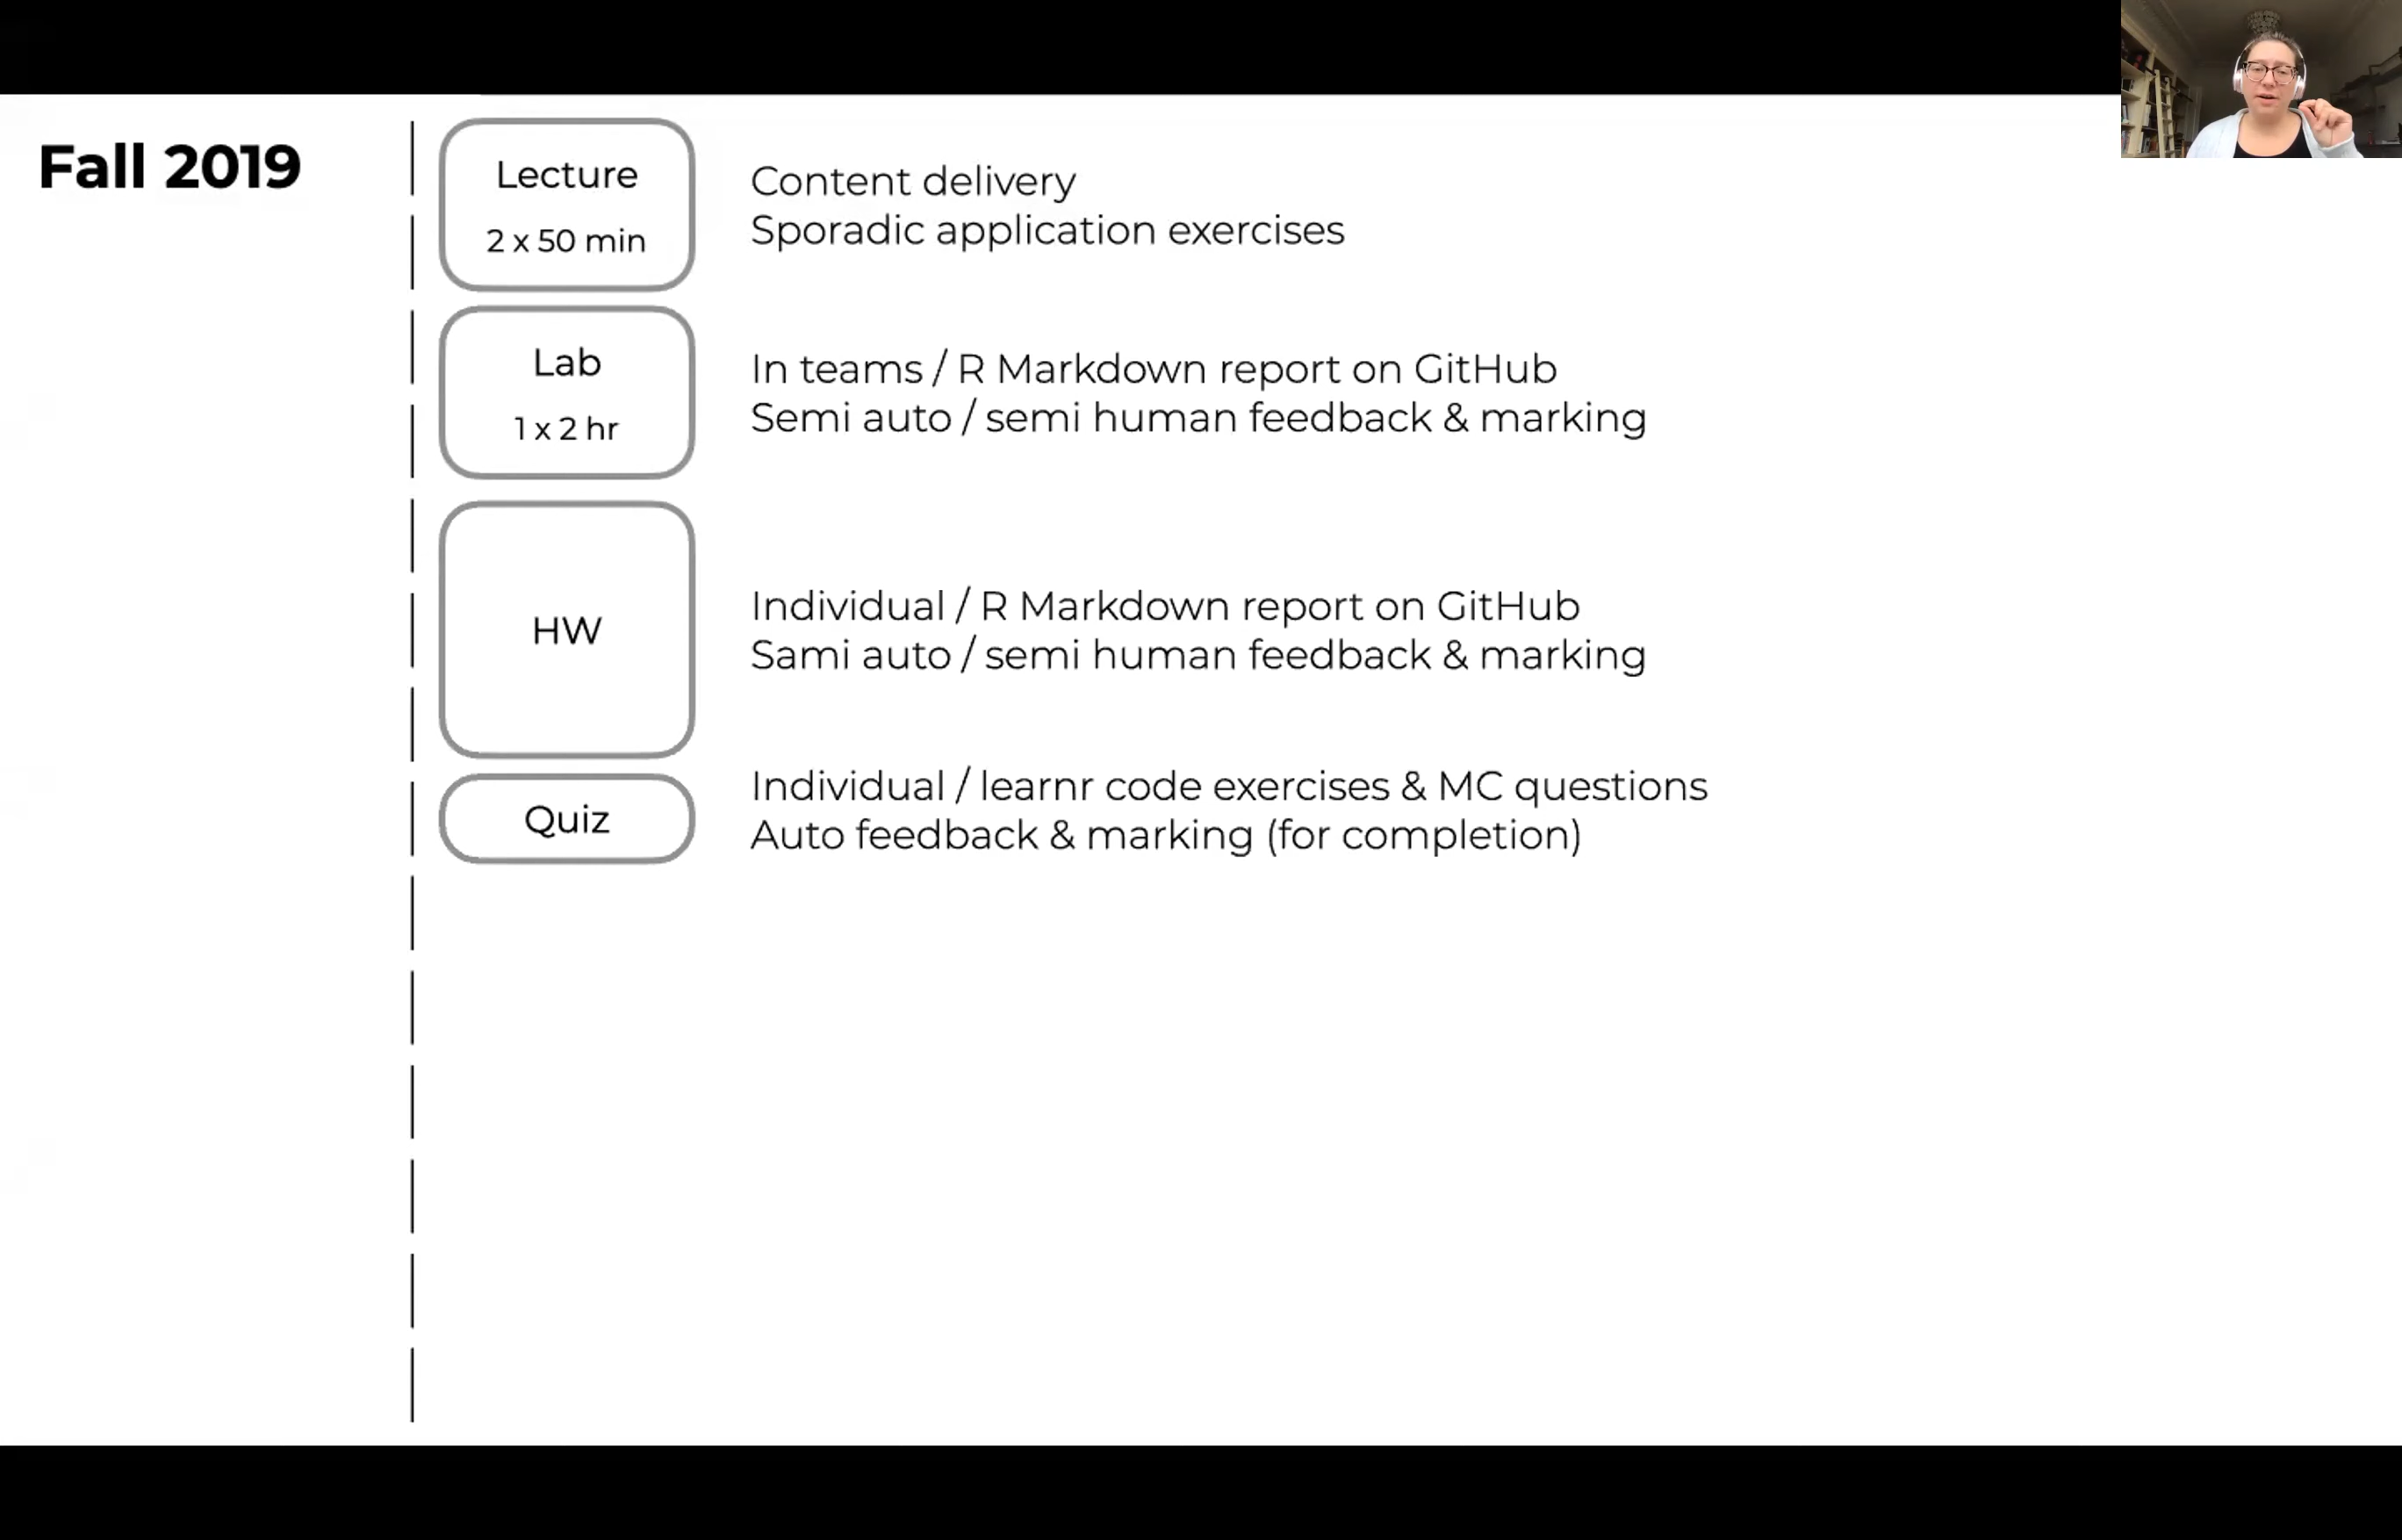 Fall 2019
Lecture
2 x 50 min
Content delivery
Sporadic application exercises
Lab
1 x 2 hr
In teams / R Markdown report on GitHub
Semi auto / semi human feedback & marking
HW
Individual / R Markdown report on GitHub
Sami auto / semi human feedback & marking
Quiz
Individual / learnr code exercises & MC questions
Auto feedback & marking (for completion)